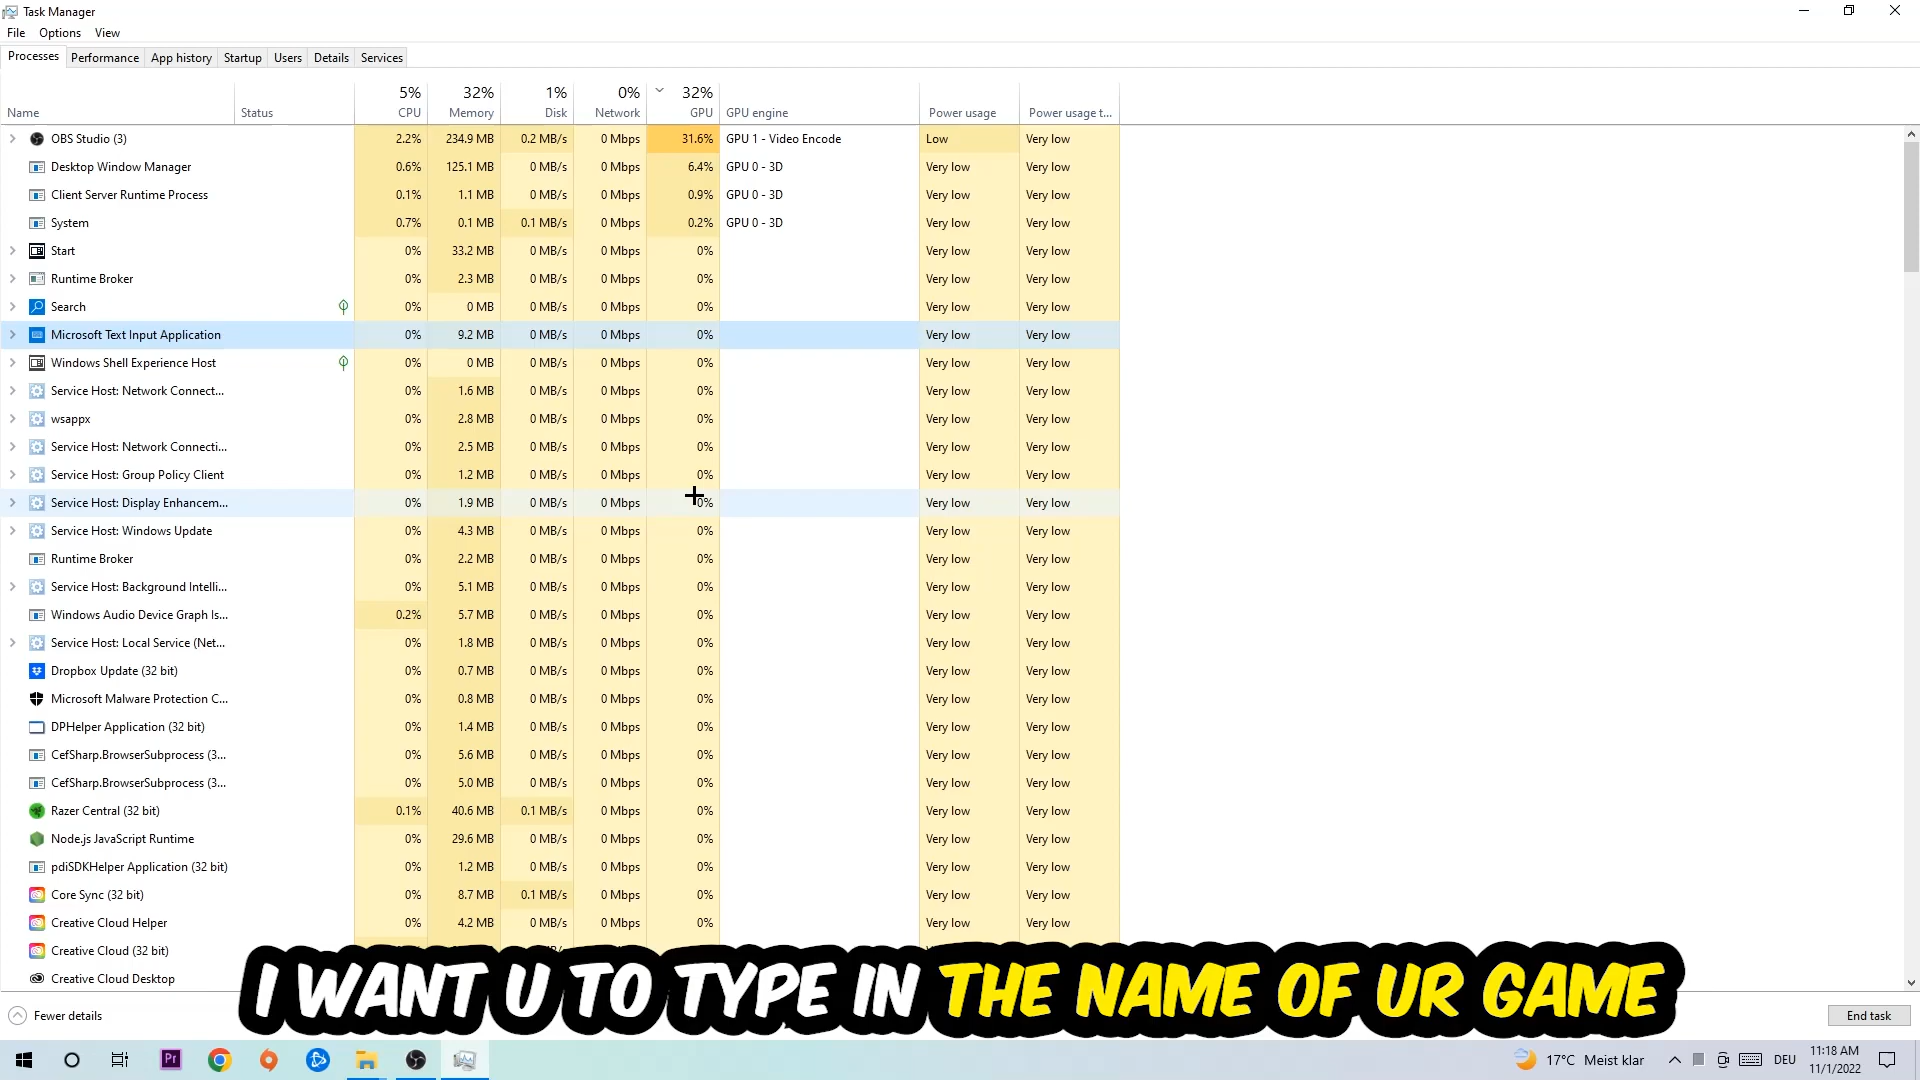 Task Manager
File Options View
Processes Performance App history Startup Users Details Services
5% 32% 1% 0% 32%
Name Status CPU Memory Disk Network GPU GPU engine Power usage Power usage t...
OBS Studio (3) 2.2% 234.9 MB 0.2 MB/s 0 Mbps 31.6% GPU 1 - Video Encode Low Very low
Desktop Window Manager 0.6% 125.1 MB 0 MB/s 0 Mbps 6.4% GPU 0 - 3D Very low Very low
Client Server Runtime Process 0.1% 1.1 MB 0 MB/s 0 Mbps 0.9% GPU 0 - 3D Very low Very low
System 0.7% 0.1 MB 0.1 MB/s 0 Mbps 0.2% GPU 0 - 3D Very low Very low
Start 0% 33.2 MB 0 MB/s 0 Mbps 0% Very low Very low
Runtime Broker 0% 2.3 MB 0 MB/s 0 Mbps 0% Very low Very low
Search 0% 0 MB 0 MB/s 0 Mbps 0% Very low Very low
Microsoft Text Input Application 0% 9.2 MB 0 MB/s 0 Mbps 0% Very low Very low
Windows Shell Experience Host 0% 0 MB 0 MB/s 0 Mbps 0% Very low Very low
Service Host: Network Connect... 0% 1.6 MB 0 MB/s 0 Mbps 0% Very low Very low
wsappx 0% 2.8 MB 0 MB/s 0 Mbps 0% Very low Very low
Service Host: Network Connecti... 0% 2.5 MB 0 MB/s 0 Mbps 0% Very low Very low
Service Host: Group Policy Client 0% 1.2 MB 0 MB/s 0 Mbps 0% Very low Very low
Service Host: Display Enhancem... 0% 1.9 MB 0 MB/s 0 Mbps 0% Very low Very low
Service Host: Windows Update 0% 4.3 MB 0 MB/s 0 Mbps 0% Very low Very low
Runtime Broker 0% 2.2 MB 0 MB/s 0 Mbps 0% Very low Very low
Service Host: Background Intelli... 0% 5.1 MB 0 MB/s 0 Mbps 0% Very low Very low
Windows Audio Device Graph Is... 0.2% 5.7 MB 0 MB/s 0 Mbps 0% Very low Very low
Service Host: Local Service (Net... 0% 1.8 MB 0 MB/s 0 Mbps 0% Very low Very low
Dropbox Update (32 bit) 0% 0.7 MB 0 MB/s 0 Mbps 0% Very low Very low
Microsoft Malware Protection C... 0% 0.8 MB 0 MB/s 0 Mbps 0% Very low Very low
DPHelper Application (32 bit) 0% 1.4 MB 0 MB/s 0 Mbps 0% Very low Very low
CefSharp.BrowserSubprocess (3... 0% 5.6 MB 0 MB/s 0 Mbps 0% Very low Very low
CefSharp.BrowserSubprocess (3... 0% 5.0 MB 0 MB/s 0 Mbps 0% Very low Very low
Razer Central (32 bit) 0.1% 40.6 MB 0.1 MB/s 0 Mbps 0% Very low Very low
Node.js JavaScript Runtime 0% 29.6 MB 0 MB/s 0 Mbps 0% Very low Very low
pdiSDKHelper Application (32 bit) 0% 1.2 MB 0 MB/s 0 Mbps 0% Very low Very low
Core Sync (32 bit) 0% 8.7 MB 0.1 MB/s 0 Mbps 0% Very low Very low
Creative Cloud Helper 0% 4.2 MB 0 MB/s 0 Mbps 0% Very low Very low
Creative Cloud (32 bit)
Creative Cloud Desktop
I WANT U TO TYPE IN THE NAME OF UR GAME
Fewer details End task
Pr 17°C Meist klar DEU 11:18 AM
11/1/2022